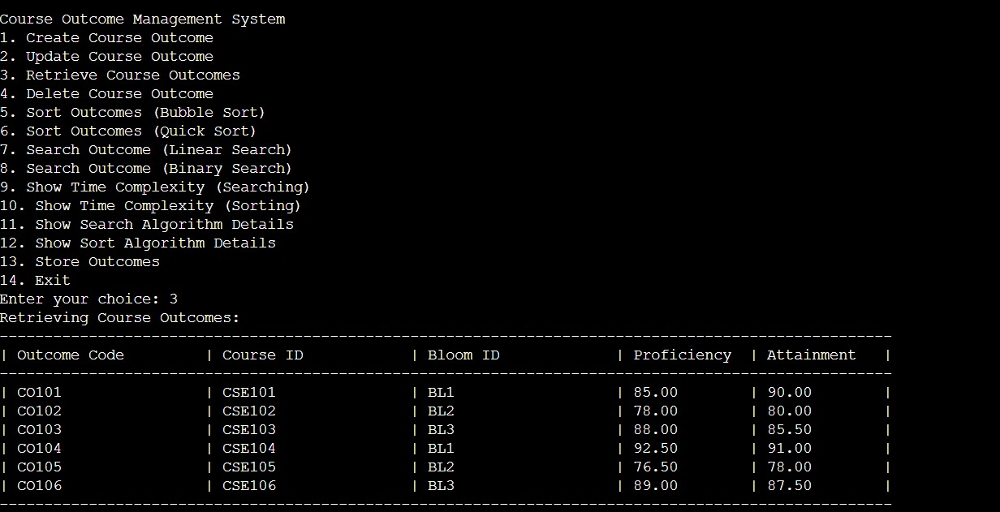 Course Outcome Management System
1. Create Course Outcome
2. Update Course Outcome
3. Retrieve Course Outcomes
4. Delete Course Outcome
5. Sort Outcomes (Bubble Sort)
6. Sort Outcomes (Quick Sort)
7. Search Outcome (Linear Search)
8. Search Outcome (Binary Search)
9. Show Time Complexity (Searching)
10. Show Time Complexity (Sorting)
11. Show Search Algorithm Details
12. Show Sort Algorithm Details
13. Store Outcomes
14. Exit
Enter your choice: 3
Retrieving Course Outcomes:
----------------------------------------------------------------------------------------------------
| Outcome Code         | Course ID            | Bloom ID             | Proficiency  | Attainment   |
----------------------------------------------------------------------------------------------------
| CO101                | CSE101               | BL1                  | 85.00        | 90.00        |
| CO102                | CSE102               | BL2                  | 78.00        | 80.00        |
| CO103                | CSE103               | BL3                  | 88.00        | 85.50        |
| CO104                | CSE104               | BL1                  | 92.50        | 91.00        |
| CO105                | CSE105               | BL2                  | 76.50        | 78.00        |
| CO106                | CSE106               | BL3                  | 89.00        | 87.50        |
----------------------------------------------------------------------------------------------------